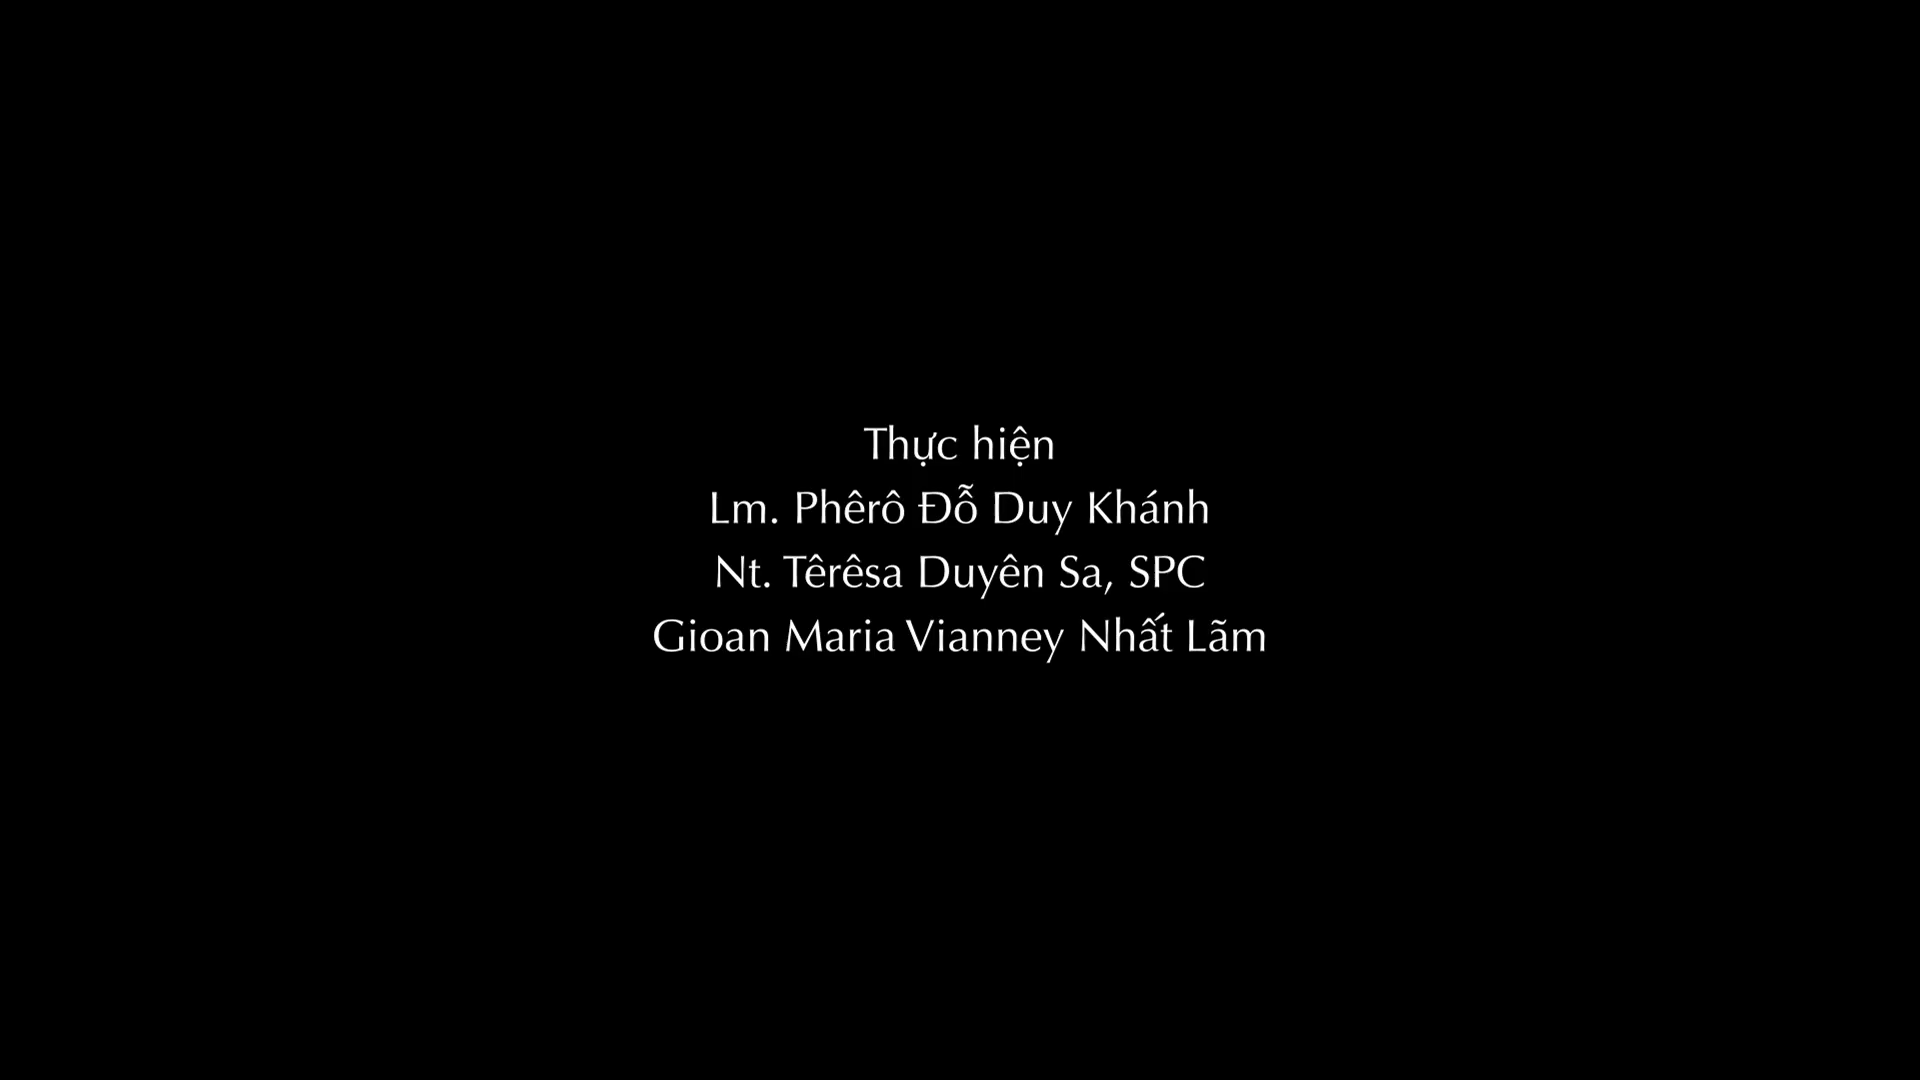 Thực hiện
Lm. Phêrô Đỗ Duy Khánh
Nt. Têrêsa Duyên Sa, SPC
Gioan Maria Vianney Nhất Lãm